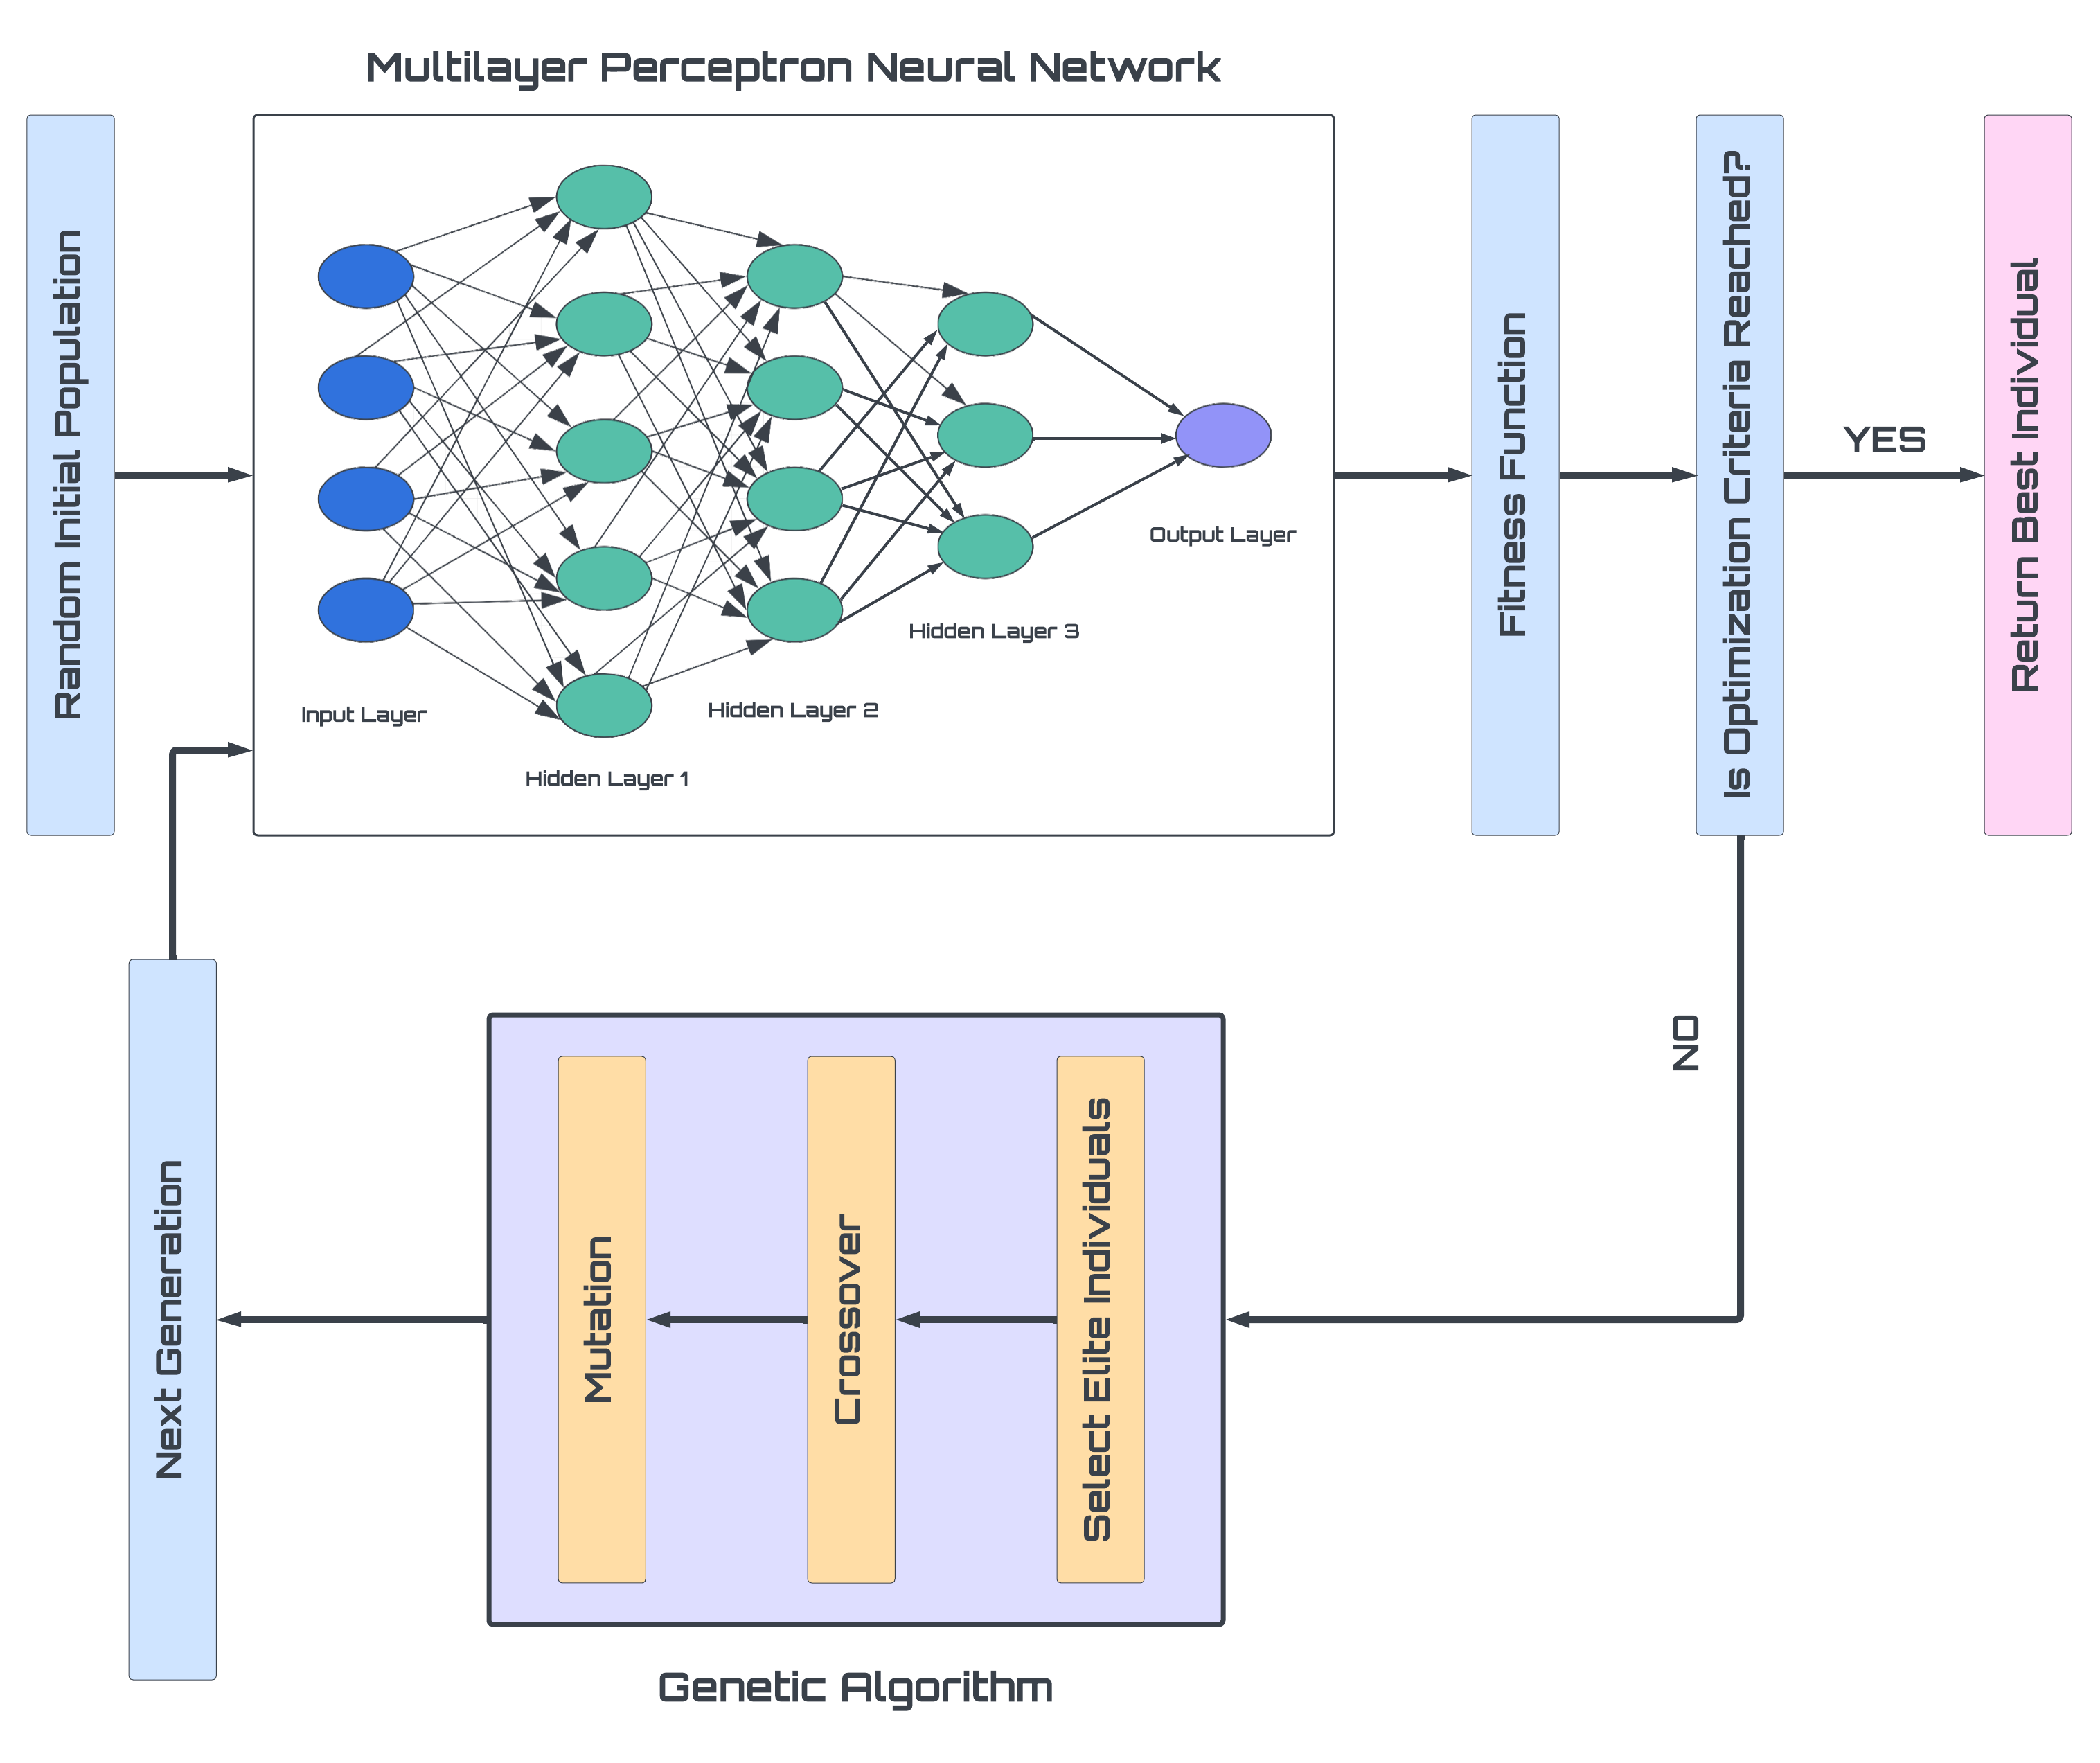 Multilayer Perceptron Neural Network
Random Initial Population
Input Layer
Hidden Layer 1
Hidden Layer 2
Hidden Layer 3
Output Layer
Fitness Function
Is Optimization Criteria Reached?
YES
Return Best Individual
NO
Next Generation
Mutation
Crossover
Select Elite Individuals
Genetic Algorithm